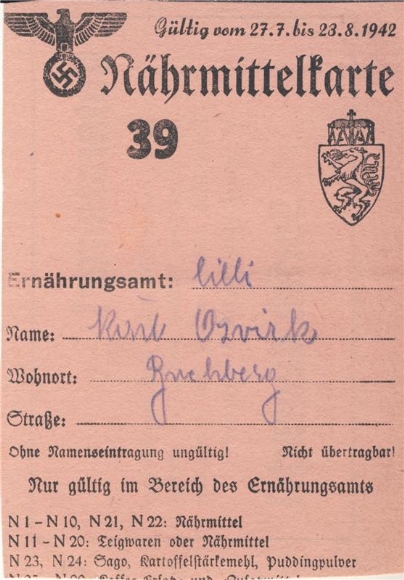 Gültig vom 27.7. bis 23.8.1942
Nährmittelkarte
39
Ernährungsamt: Cilli
Name:
Wohnort: Buchberg
Straße:
Ohne Namenseintragung ungültig! Nicht übertragbar!
Nur gültig im Bereich des Ernährungsamts
N 1 - N 10, N 21, N 22: Nährmittel
N 11 - N 20: Teigwaren oder Nährmittel
N 23, N 24: Sago, Kartoffelstärkemehl, Puddingpulver